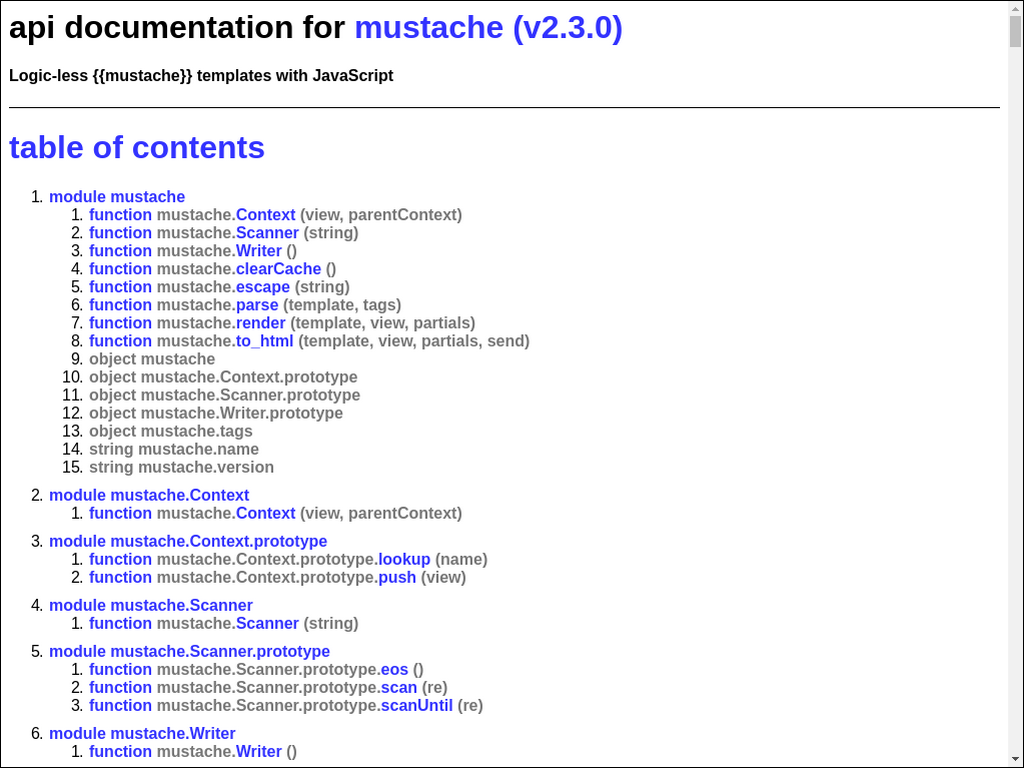 api documentation for mustache (v2.3.0)
Logic-less {{mustache}} templates with JavaScript
table of contents
1. module mustache
1. function mustache.Context (view, parentContext)
2. function mustache.Scanner (string)
3. function mustache.Writer ()
4. function mustache.clearCache ()
5. function mustache.escape (string)
6. function mustache.parse (template, tags)
7. function mustache.render (template, view, partials)
8. function mustache.to_html (template, view, partials, send)
9. object mustache
10. object mustache.Context.prototype
11. object mustache.Scanner.prototype
12. object mustache.Writer.prototype
13. object mustache.tags
14. string mustache.name
15. string mustache.version
2. module mustache.Context
1. function mustache.Context (view, parentContext)
3. module mustache.Context.prototype
1. function mustache.Context.prototype.lookup (name)
2. function mustache.Context.prototype.push (view)
4. module mustache.Scanner
1. function mustache.Scanner (string)
5. module mustache.Scanner.prototype
1. function mustache.Scanner.prototype.eos ()
2. function mustache.Scanner.prototype.scan (re)
3. function mustache.Scanner.prototype.scanUntil (re)
6. module mustache.Writer
1. function mustache.Writer ()